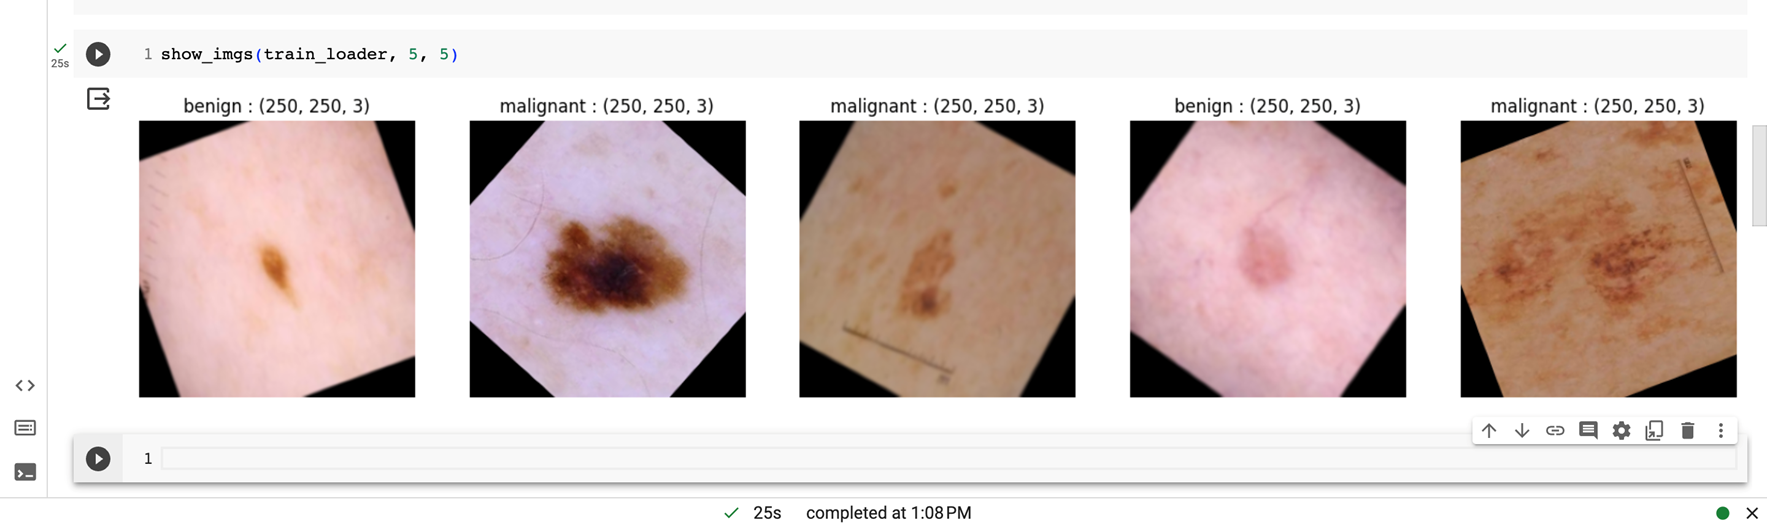 25s
1 show_imgs(train_loader, 5, 5)
benign : (250, 250, 3)
malignant : (250, 250, 3)
malignant : (250, 250, 3)
benign : (250, 250, 3)
malignant : (250, 250, 3)
1
25s completed at 1:08 PM